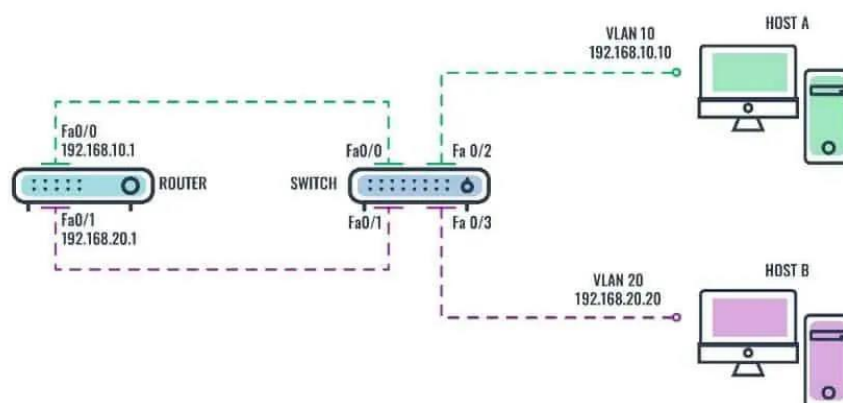 HOST A
VLAN 10
192.168.10.10
Fa0/0
192.168.10.1
Fa0/0
Fa 0/2
ROUTER
SWITCH
Fa0/1
192.168.20.1
Fa0/1
Fa 0/3
HOST B
VLAN 20
192.168.20.20